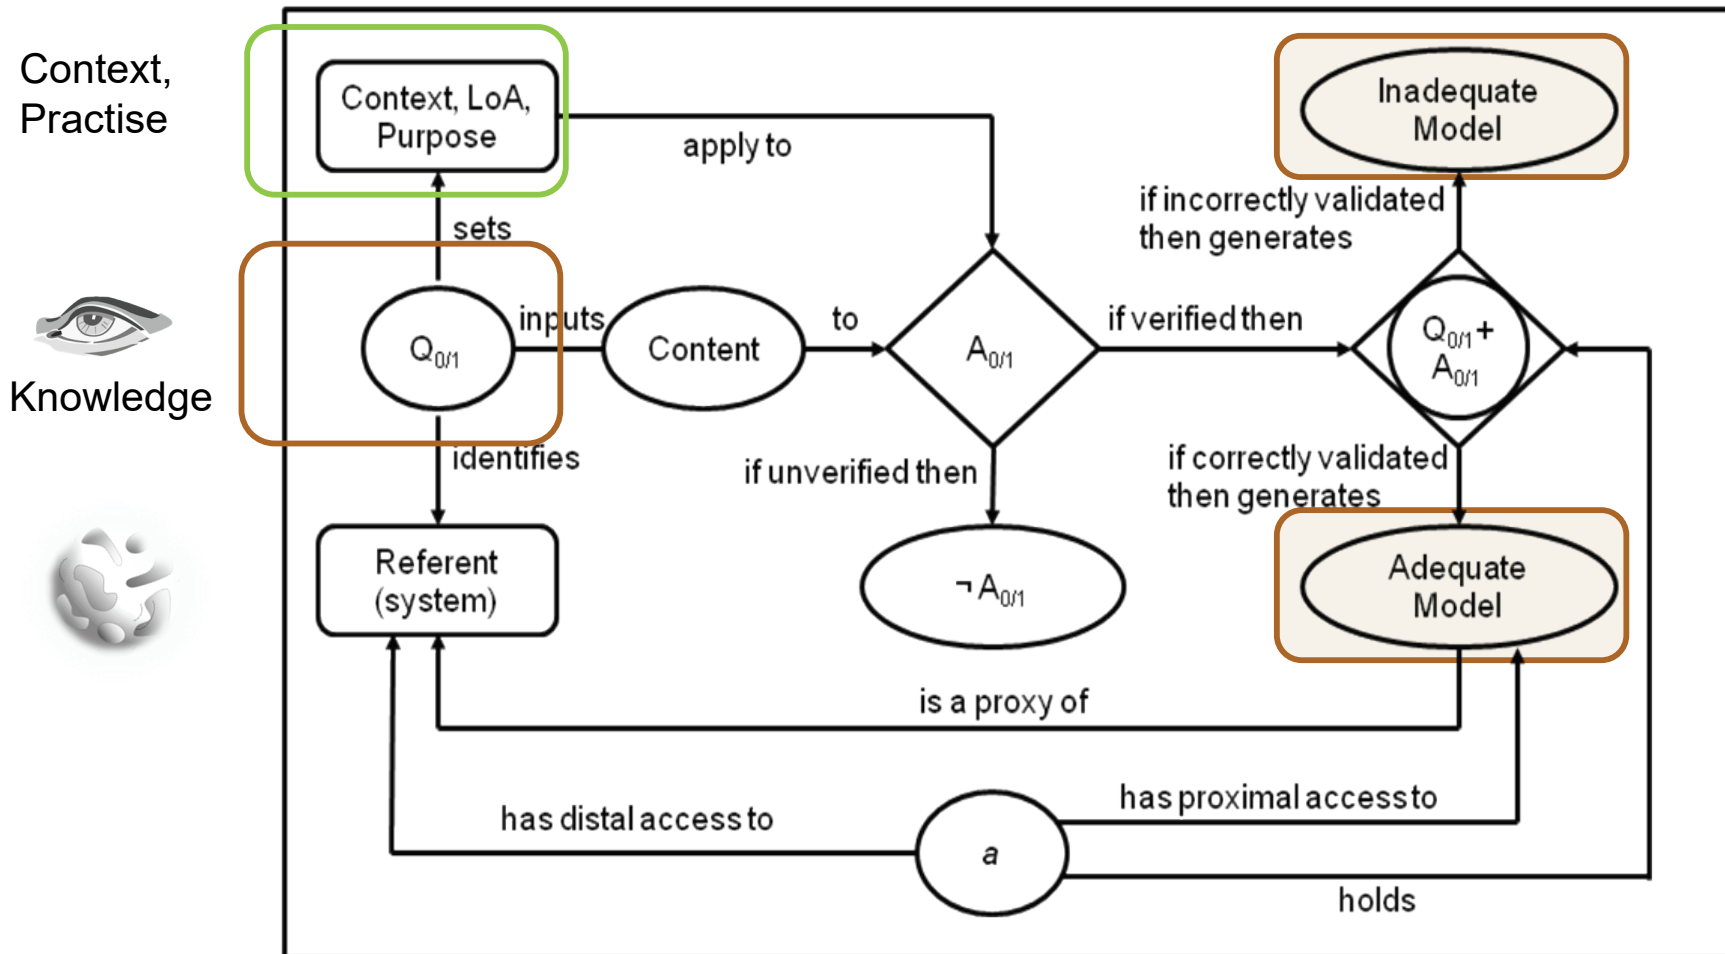 Context,
Practise
Context, LoA,
Purpose
apply to
Inadequate
Model
if incorrectly validated
then generates
sets
Knowledge
Q0/1
inputs
Content
to
A0/1
if verified then
Q0/1 +
A0/1
identifies
if unverified then
if correctly validated
then generates
Referent
(system)
¬ A0/1
Adequate
Model
is a proxy of
has distal access to
a
has proximal access to
holds